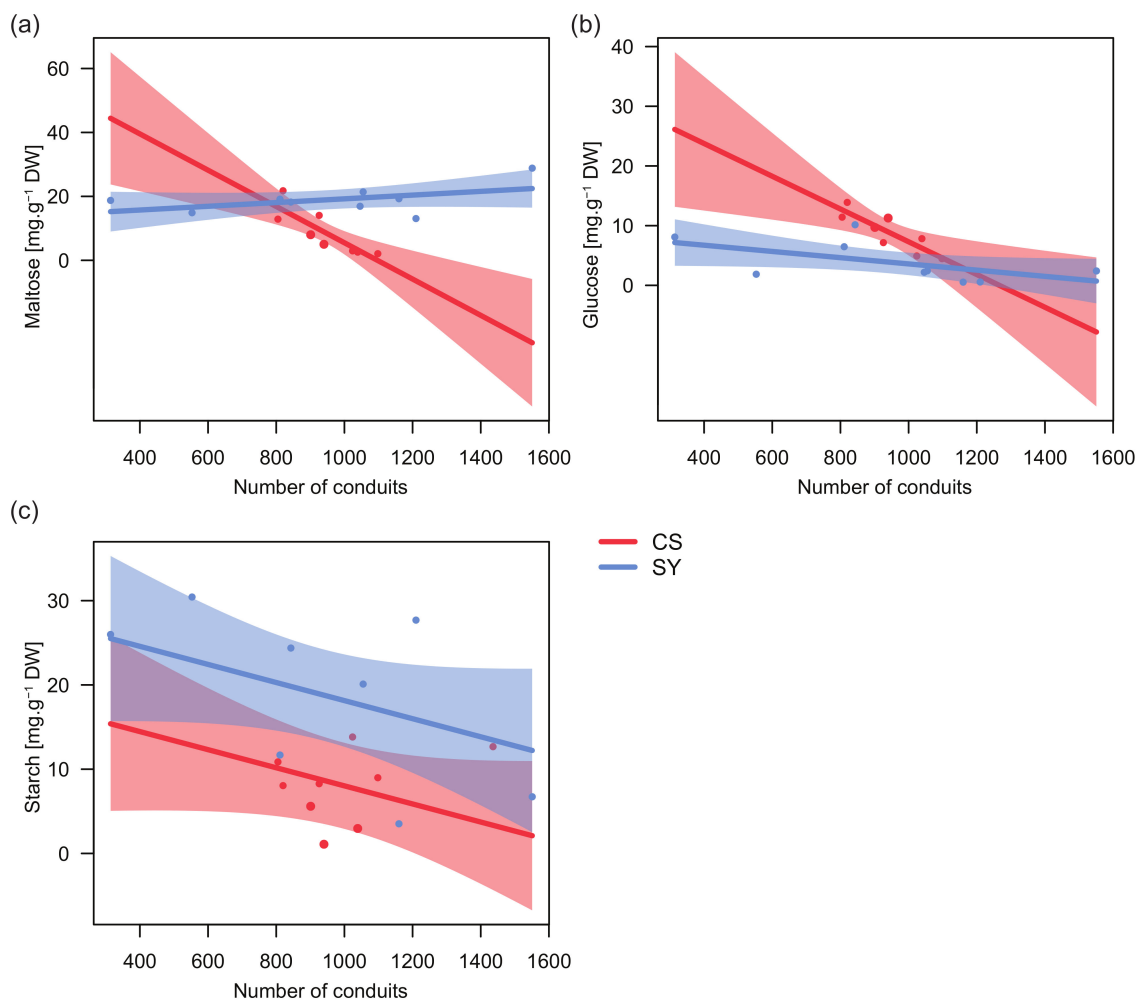 (a)
60
40
20
0
Maltose [mg.g⁻¹ DW]
400 600 800 1000 1200 1400 1600
Number of conduits
(b)
40
30
20
10
0
Glucose [mg.g⁻¹ DW]
400 600 800 1000 1200 1400 1600
Number of conduits
(c)
30
20
10
0
Starch [mg.g⁻¹ DW]
400 600 800 1000 1200 1400 1600
Number of conduits
CS
SY